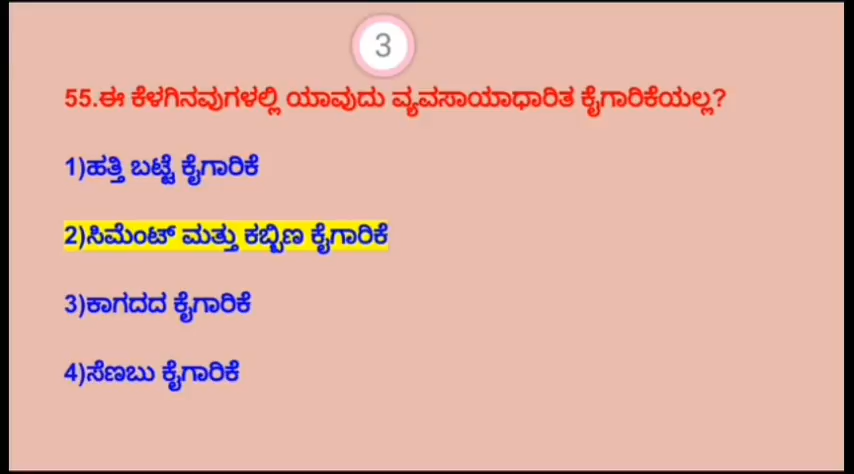 3
55.ಈ ಕೆಳಗಿನವುಗಳಲ್ಲಿ ಯಾವುದು ವ್ಯವಸಾಯಾಧಾರಿತ ಕೈಗಾರಿಕೆಯಲ್ಲ?
1)ಹತ್ತಿ ಬಟ್ಟೆ ಕೈಗಾರಿಕೆ
2)ಸಿಮೆಂಟ್ ಮತ್ತು ಕಬ್ಬಿಣ ಕೈಗಾರಿಕೆ
3)ಕಾಗದದ ಕೈಗಾರಿಕೆ
4)ಸೆಣಬು ಕೈಗಾರಿಕೆ